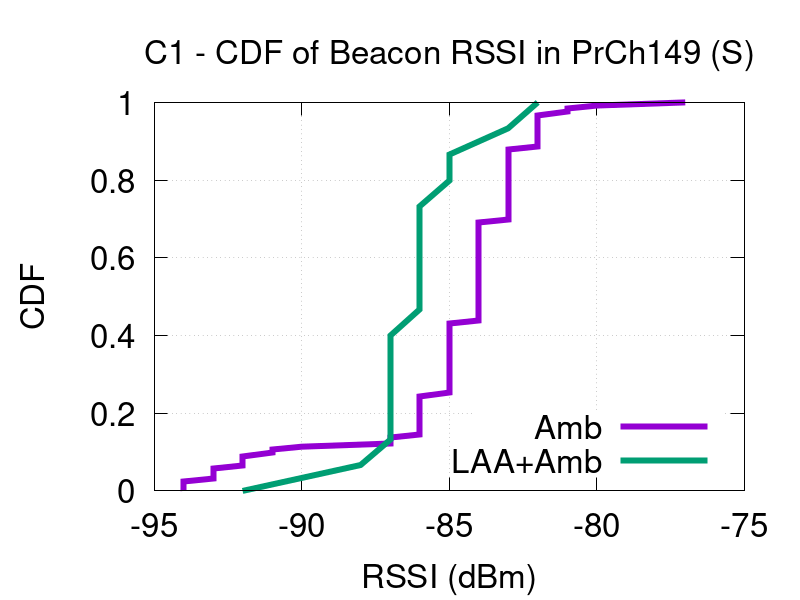 C1 - CDF of Beacon RSSI in PrCh149 (S)
1
0.8
0.6
0.4
0.2
0
CDF
Amb
LAA+Amb
-95 -90 -85 -80 -75
RSSI (dBm)